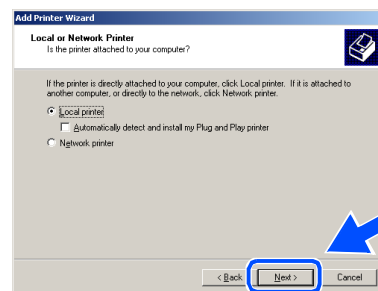 Add Printer Wizard
Local or Network Printer
Is the printer attached to your computer?
If the printer is directly attached to your computer, click Local printer. If it is attached to
another computer, or directly to the network, click Network printer.
Local printer
Automatically detect and install my Plug and Play printer
Network printer
< Back Next > Cancel